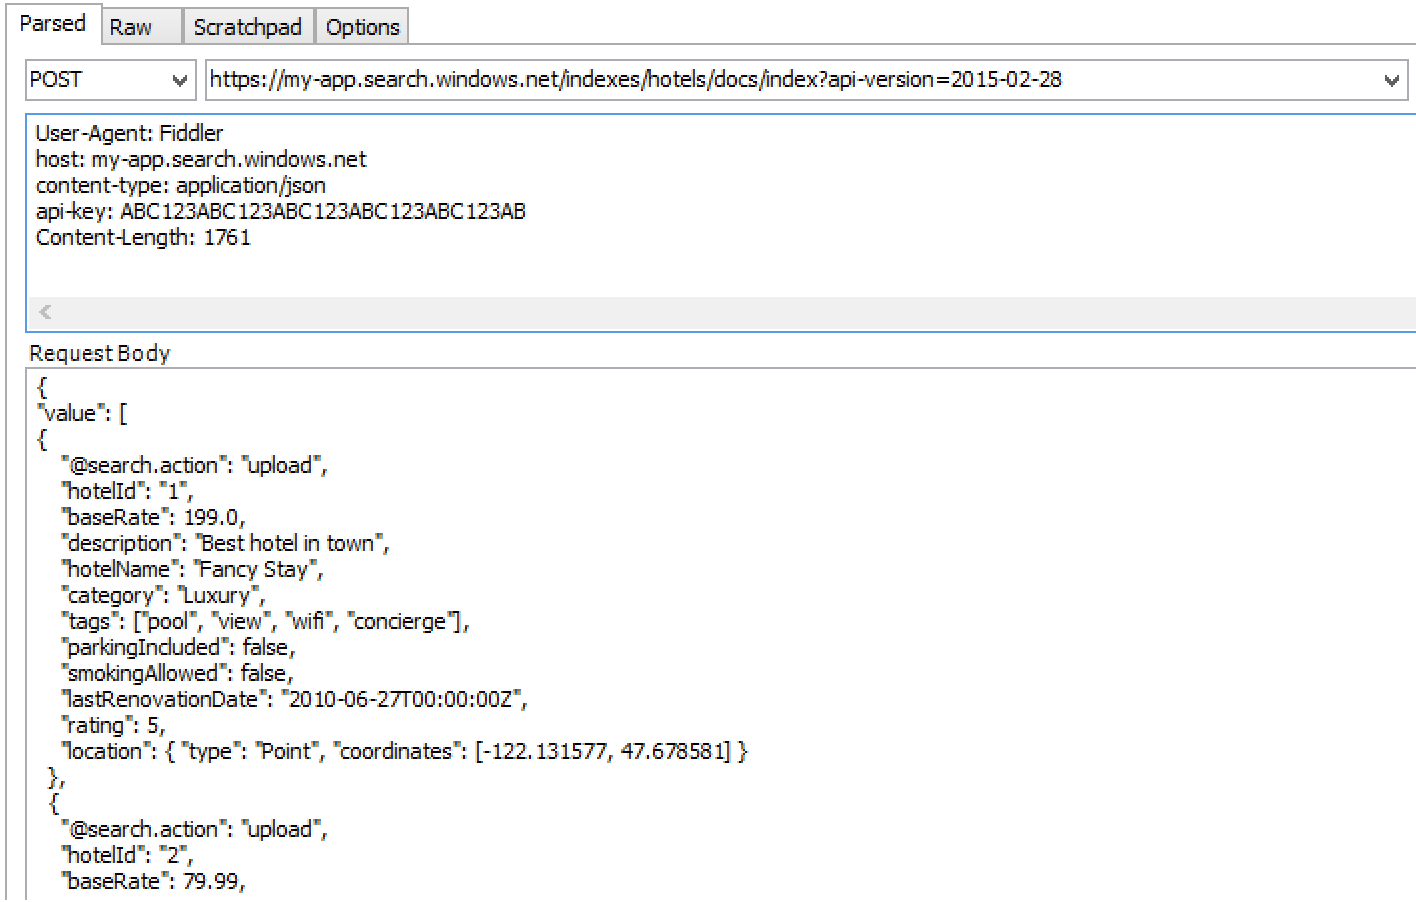 Parsed Raw Scratchpad Options
POST https://my-app.search.windows.net/indexes/hotels/docs/index?api-version=2015-02-28
User-Agent: Fiddler
host: my-app.search.windows.net
content-type: application/json
api-key: ABC123ABC123ABC123ABC123ABC123AB
Content-Length: 1761
Request Body
{
"value": [
{
"@search.action": "upload",
"hotelId": "1",
"baseRate": 199.0,
"description": "Best hotel in town",
"hotelName": "Fancy Stay",
"category": "Luxury",
"tags": ["pool", "view", "wifi", "concierge"],
"parkingIncluded": false,
"smokingAllowed": false,
"lastRenovationDate": "2010-06-27T00:00:00Z",
"rating": 5,
"location": { "type": "Point", "coordinates": [-122.131577, 47.678581] }
},
{
"@search.action": "upload",
"hotelId": "2",
"baseRate": 79.99,